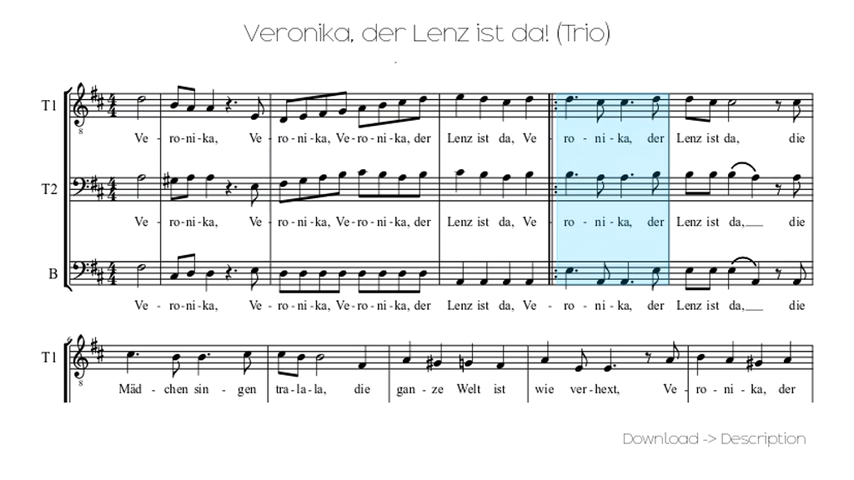 Veronika, der Lenz ist da! (Trio)
T1
8
Ve - ro-ni-ka, Ve - ro-ni-ka, Ve-ro-ni-ka, der Lenz ist da, Ve - ro - ni - ka, der Lenz ist da, die
T2
Ve - ro-ni-ka, Ve - ro-ni-ka, Ve-ro-ni-ka, der Lenz ist da, Ve - ro - ni - ka, der Lenz ist da,__ die
B
Ve - ro-ni-ka, Ve - ro-ni-ka, Ve-ro-ni-ka, der Lenz ist da, Ve - ro - ni - ka, der Lenz ist da,__ die
T1
8
Mäd - chen sin - gen tra-la-la, die gan - ze Welt ist wie ver-hext, Ve - ro - ni - ka, der
Download -> Description